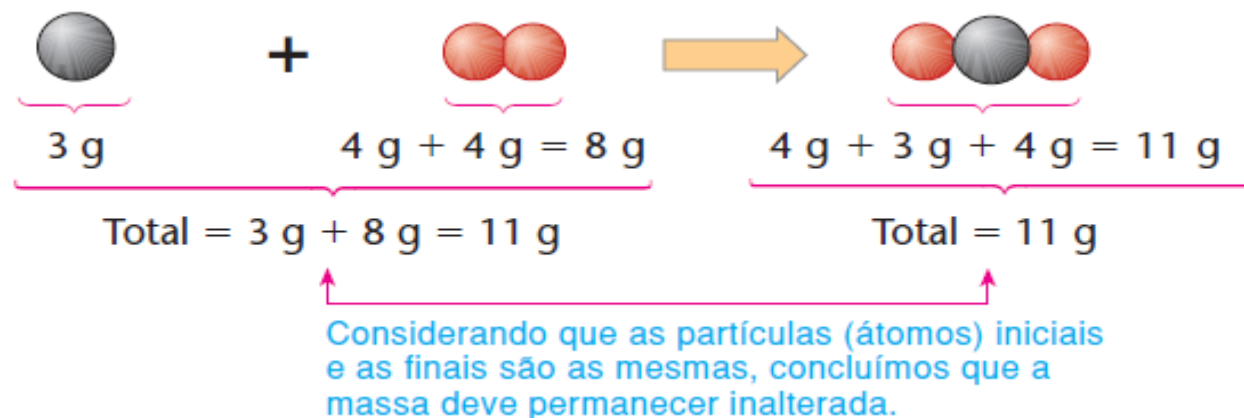 +
3 g 4 g + 4 g = 8 g 4 g + 3 g + 4 g = 11 g
Total = 3 g + 8 g = 11 g Total = 11 g
Considerando que as partículas (átomos) iniciais
e as finais são as mesmas, concluímos que a
massa deve permanecer inalterada.